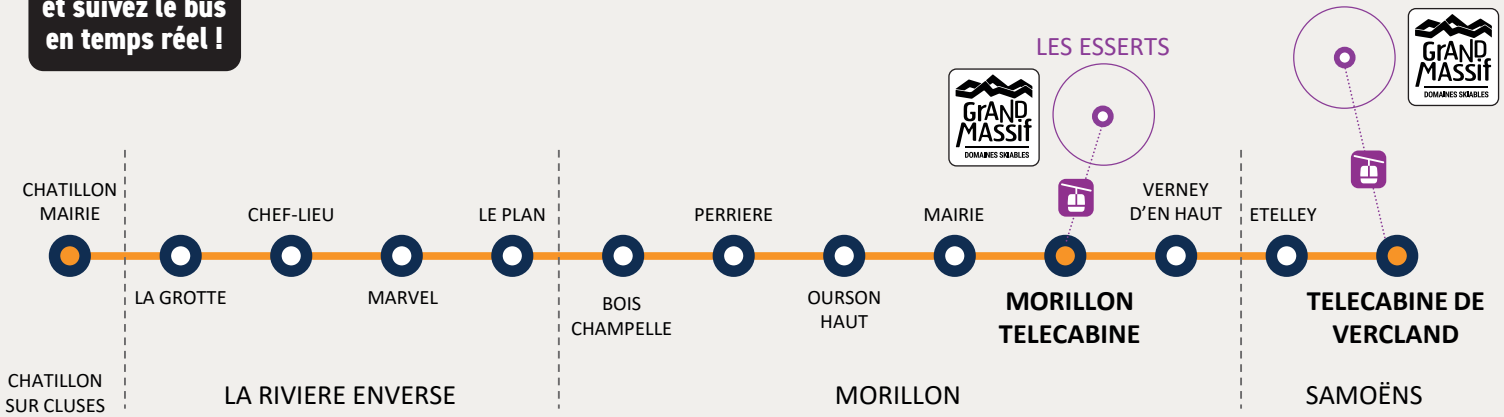 et suivez le bus
en temps réel !
LES ESSERTS
GRAND
MASSIF
DOMAINES SKIABLES
GRAND
MASSIF
DOMAINES SKIABLES
CHATILLON
MAIRIE
LA GROTTE
CHEF-LIEU
MARVEL
LE PLAN
BOIS
CHAMPELLE
PERRIERE
OURSON
HAUT
MAIRIE
MORILLON
TELECABINE
VERNEY
D'EN HAUT
ETELLEY
TELECABINE DE
VERCLAND
CHATILLON
SUR CLUSES
LA RIVIERE ENVERSE
MORILLON
SAMOËNS